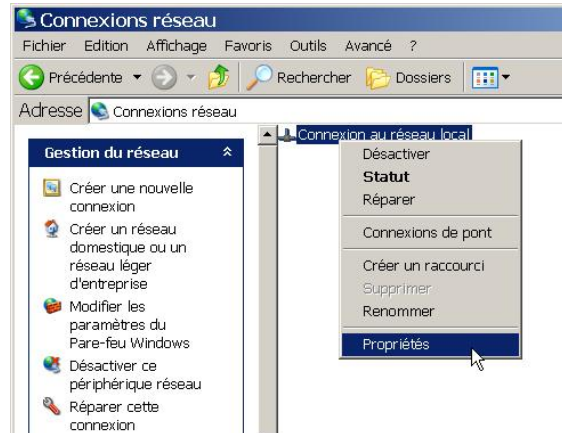 Connexions réseau
Fichier Edition Affichage Favoris Outils Avancé ?
Précédente Rechercher Dossiers
Adresse Connexions réseau
Gestion du réseau
Créer une nouvelle
connexion
Créer un réseau
domestique ou un
réseau léger
d'entreprise
Modifier les
paramètres du
Pare-feu Windows
Désactiver ce
périphérique réseau
Réparer cette
connexion
Connexion au réseau local
Désactiver
Statut
Réparer
Connexions de pont
Créer un raccourci
Supprimer
Renommer
Propriétés